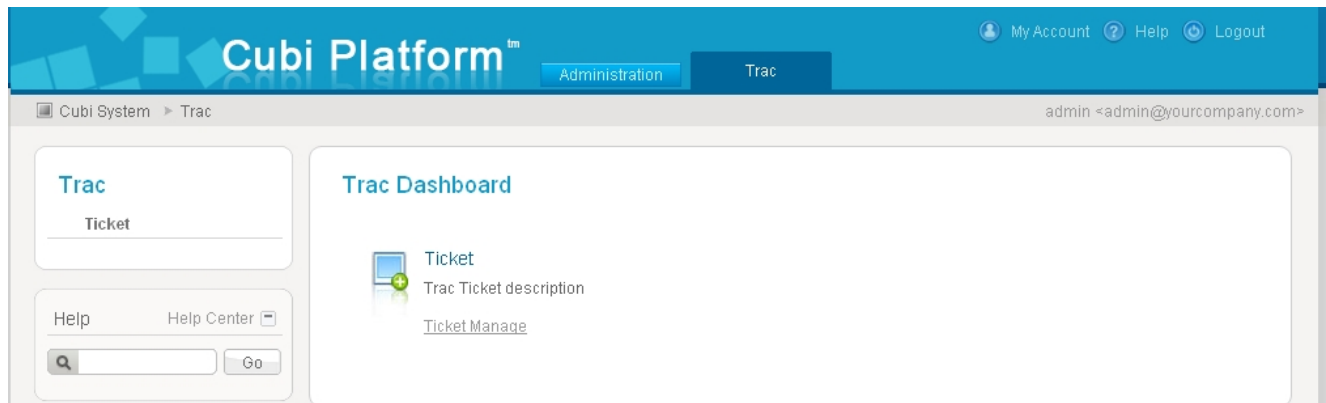 Cubi Platform™
Administration
Trac
My Account
Help
Logout
Cubi System
Trac
admin <admin@yourcompany.com>
Trac
Ticket
Help
Help Center
Go
Trac Dashboard
Ticket
Trac Ticket description
Ticket Manage